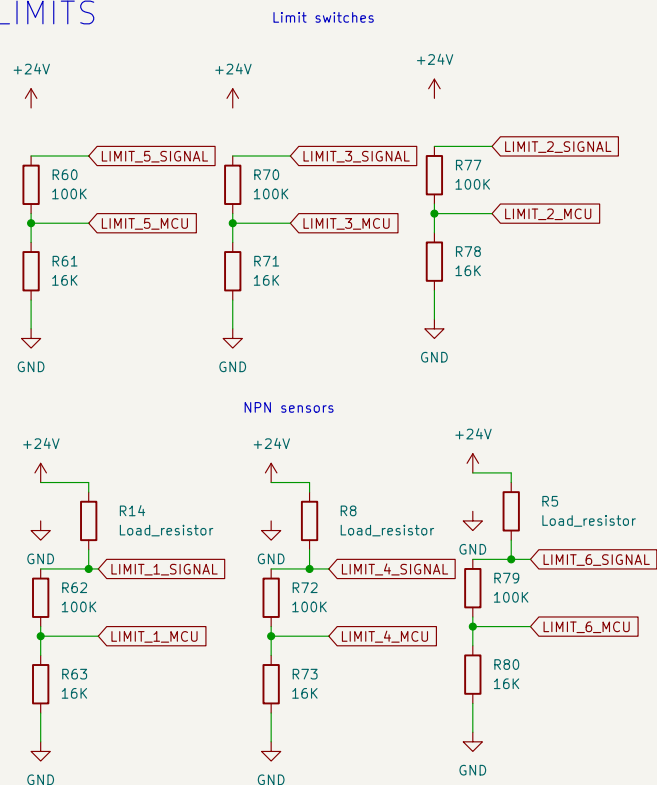 LIMITS
Limit switches
+24V
+24V
+24V
LIMIT_5_SIGNAL
LIMIT_3_SIGNAL
LIMIT_2_SIGNAL
R60
100K
R70
100K
R77
100K
LIMIT_5_MCU
LIMIT_3_MCU
LIMIT_2_MCU
R61
16K
R71
16K
R78
16K
GND
GND
GND
NPN sensors
+24V
+24V
+24V
R14
Load_resistor
R8
Load_resistor
R5
Load_resistor
GND
GND
GND
LIMIT_1_SIGNAL
LIMIT_4_SIGNAL
LIMIT_6_SIGNAL
R62
100K
R72
100K
R79
100K
LIMIT_1_MCU
LIMIT_4_MCU
LIMIT_6_MCU
R63
16K
R73
16K
R80
16K
GND
GND
GND